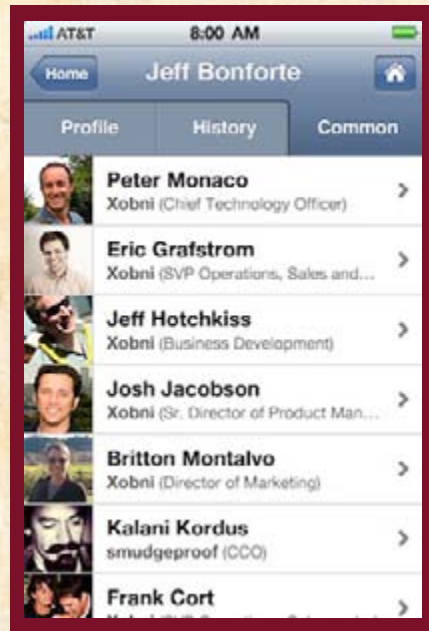 AT&T 8:00 AM
Home Jeff Bonforte
Profile History Common
Peter Monaco
Xobni (Chief Technology Officer)
Eric Grafstrom
Xobni (SVP Operations, Sales and...
Jeff Hotchkiss
Xobni (Business Development)
Josh Jacobson
Xobni (Sr. Director of Product Man...
Britton Montalvo
Xobni (Director of Marketing)
Kalani Kordus
smudgeproof (CCO)
Frank Cort